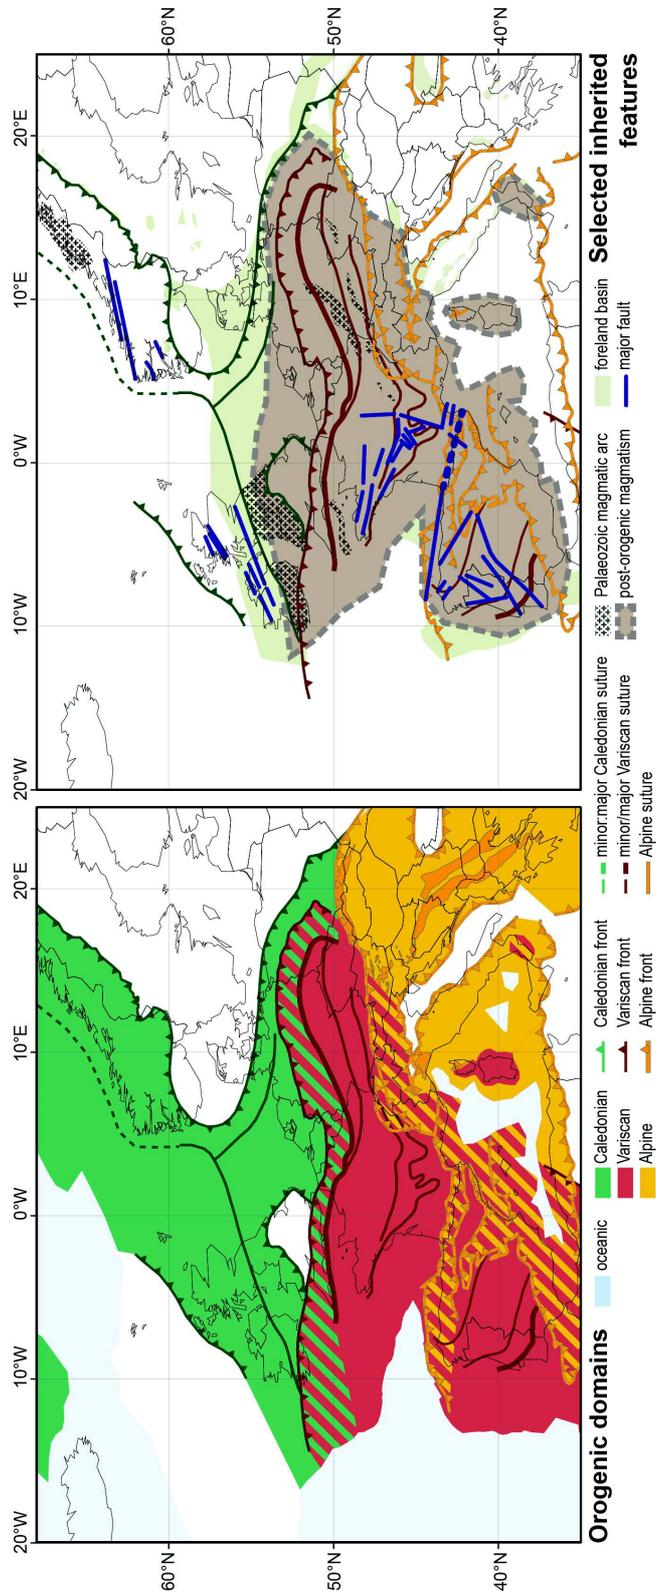 20°W 10°W 0°W 10°E 20°E 20°W 10°W 0°W 10°E 20°E
60°N 60°N
50°N 50°N
40°N 40°N
Orogenic domains
oceanic
Caledonian
Variscan
Alpine
Caledonian front
Variscan front
Alpine front
minor:major Caledonian suture
minor/major Variscan suture
Alpine suture
Palaeozoic magmatic arc
post-orogenic magmatism
foreland basin
major fault
Selected inherited
features